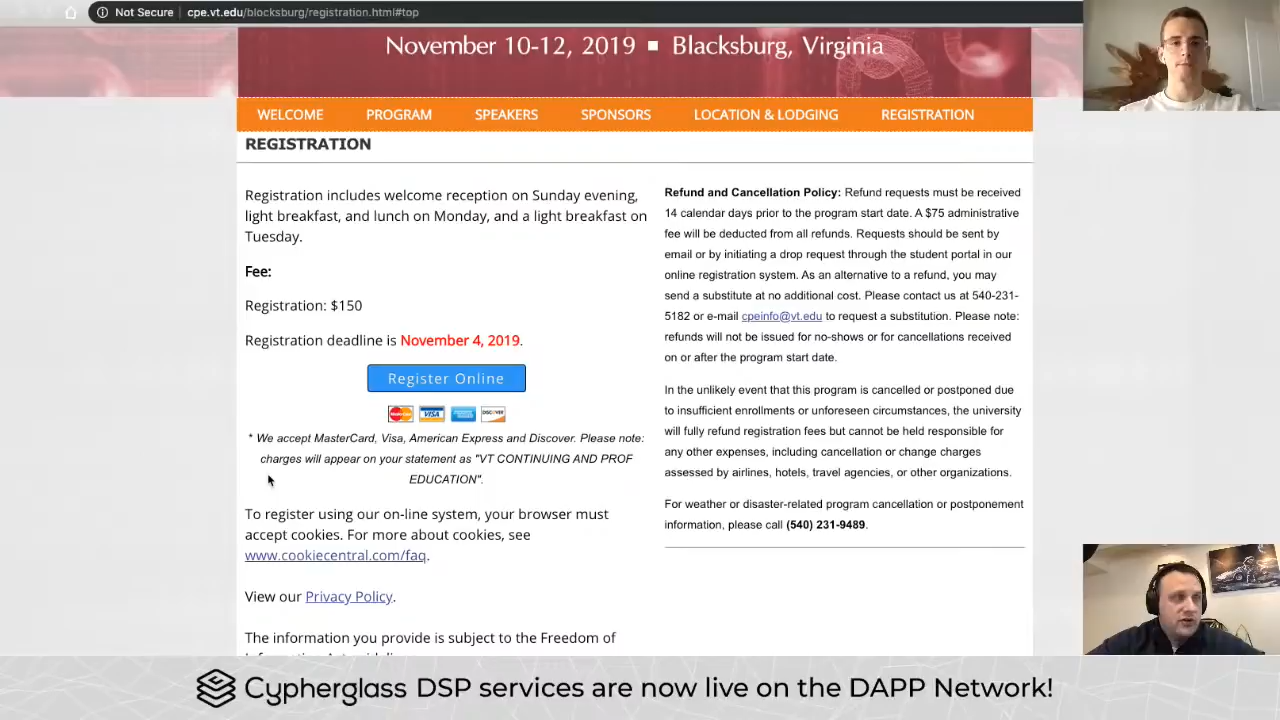 Not Secure cpe.vt.edu/blocksburg/registration.html#top
November 10-12, 2019 ▪ Blacksburg, Virginia
WELCOME PROGRAM SPEAKERS SPONSORS LOCATION & LODGING REGISTRATION
REGISTRATION
Registration includes welcome reception on Sunday evening,
light breakfast, and lunch on Monday, and a light breakfast on
Tuesday.
Fee:
Registration: $150
Registration deadline is November 4, 2019.
Register Online
MasterCard VISA DISCOVER
* We accept MasterCard, Visa, American Express and Discover. Please note:
charges will appear on your statement as "VT CONTINUING AND PROF
EDUCATION".
To register using our on-line system, your browser must
accept cookies. For more about cookies, see
www.cookiecentral.com/faq.
View our Privacy Policy.
The information you provide is subject to the Freedom of
Refund and Cancellation Policy: Refund requests must be received
14 calendar days prior to the program start date. A $75 administrative
fee will be deducted from all refunds. Requests should be sent by
email or by initiating a drop request through the student portal in our
online registration system. As an alternative to a refund, you may
send a substitute at no additional cost. Please contact us at 540-231-
5182 or e-mail cpeinfo@vt.edu to request a substitution. Please note:
refunds will not be issued for no-shows or for cancellations received
on or after the program start date.
In the unlikely event that this program is cancelled or postponed due
to insufficient enrollments or unforeseen circumstances, the university
will fully refund registration fees but cannot be held responsible for
any other expenses, including cancellation or change charges
assessed by airlines, hotels, travel agencies, or other organizations.
For weather or disaster-related program cancellation or postponement
information, please call (540) 231-9489.
Cypherglass DSP services are now live on the DAPP Network!